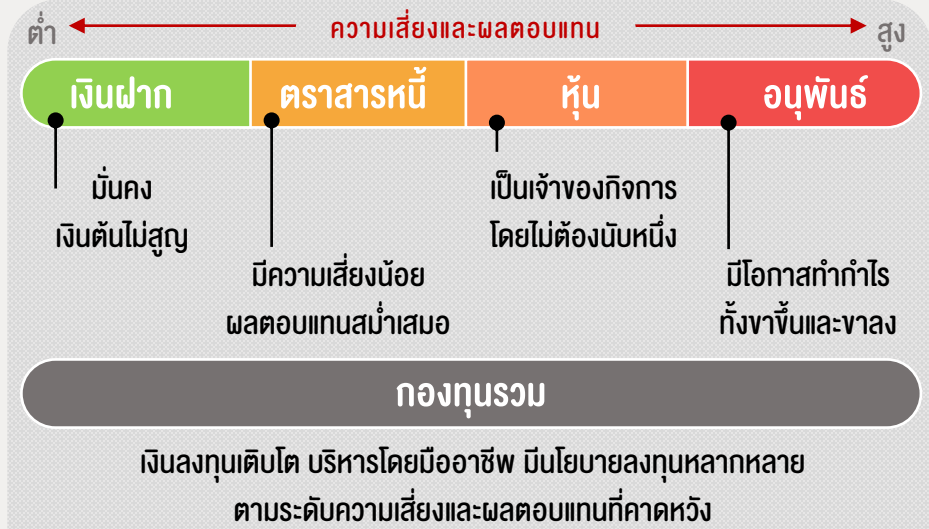 ต่ำ ความเสี่ยงและผลตอบแทน สูง
เงินฝาก ตราสารหนี้ หุ้น อนุพันธ์
มั่นคง
เงินต้นไม่สูญ
มีความเสี่ยงน้อย
ผลตอบแทนสม่ำเสมอ
เป็นเจ้าของกิจการ
โดยไม่ต้องนับหนึ่ง
มีโอกาสทำกำไร
ทั้งขาขึ้นและขาลง
กองทุนรวม
เงินลงทุนเติบโต บริหารโดยมืออาชีพ มีนโยบายลงทุนหลากหลาย
ตามระดับความเสี่ยงและผลตอบแทนที่คาดหวัง